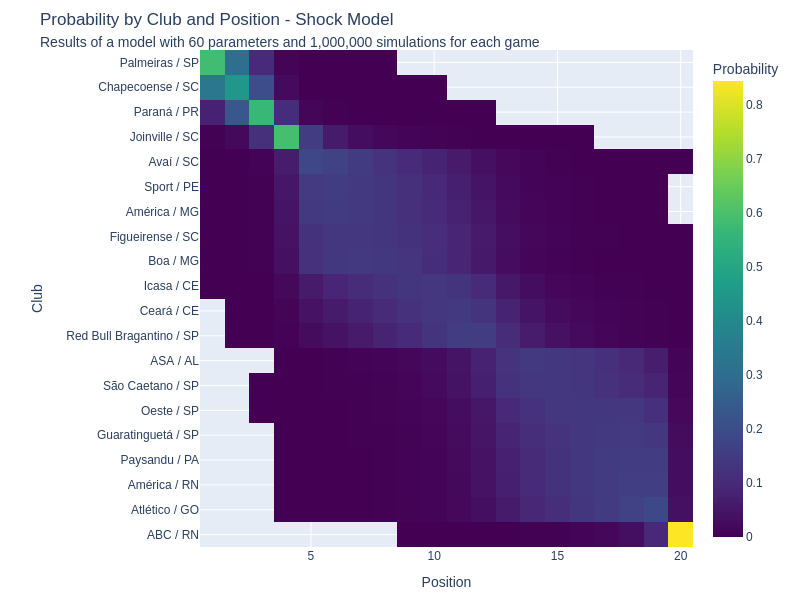 Probability by Club and Position - Shock Model
Results of a model with 60 parameters and 1,000,000 simulations for each game
Probability
Palmeiras / SP
Chapecoense / SC
Paraná / PR
Joinville / SC
Avaí / SC
Sport / PE
América / MG
Figueirense / SC
Boa / MG
Icasa / CE
Ceará / CE
Red Bull Bragantino / SP
ASA / AL
São Caetano / SP
Oeste / SP
Guaratinguetá / SP
Paysandu / PA
América / RN
Atlético / GO
ABC / RN
Club
5
10
15
20
Position
0.8
0.7
0.6
0.5
0.4
0.3
0.2
0.1
0